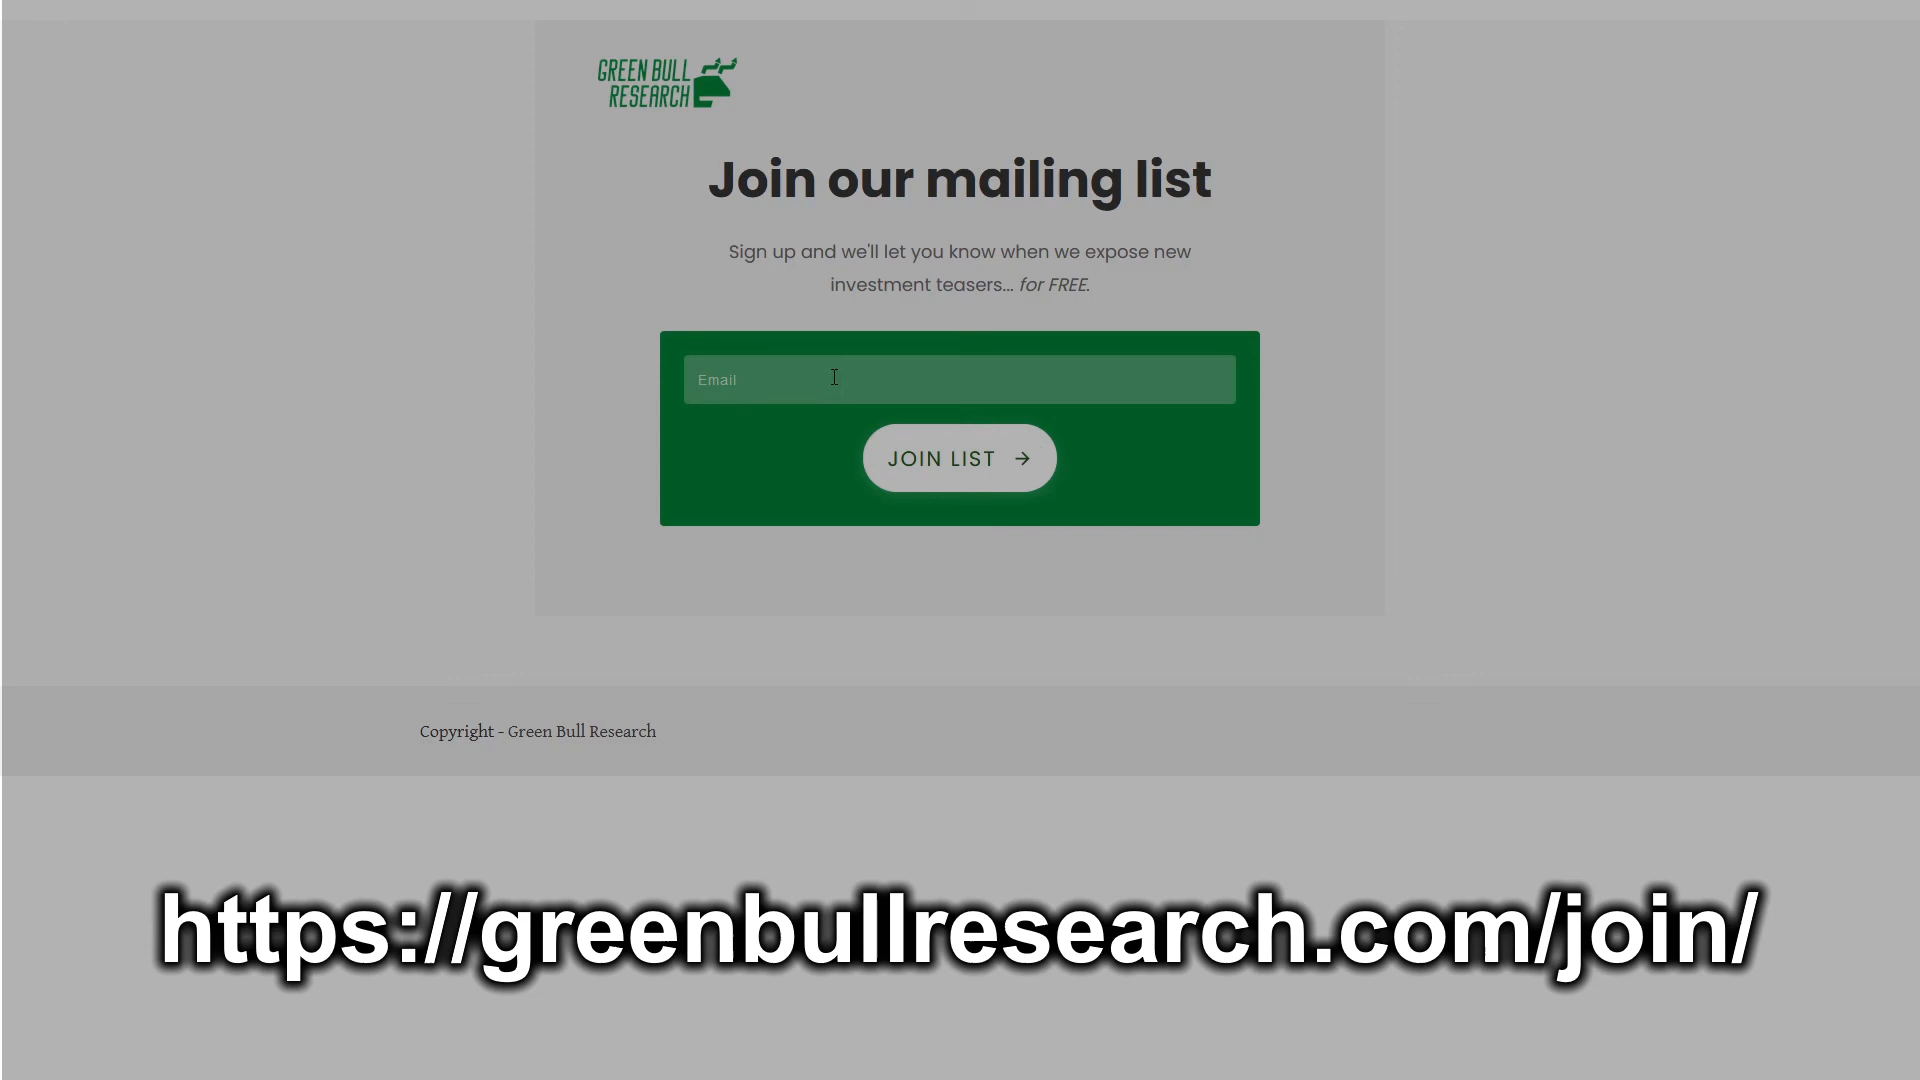 GREEN BULL
RESEARCH
Join our mailing list
Sign up and we'll let you know when we expose new
investment teasers... for FREE.
Email
JOIN LIST →
Copyright - Green Bull Research
https://greenbullresearch.com/join/